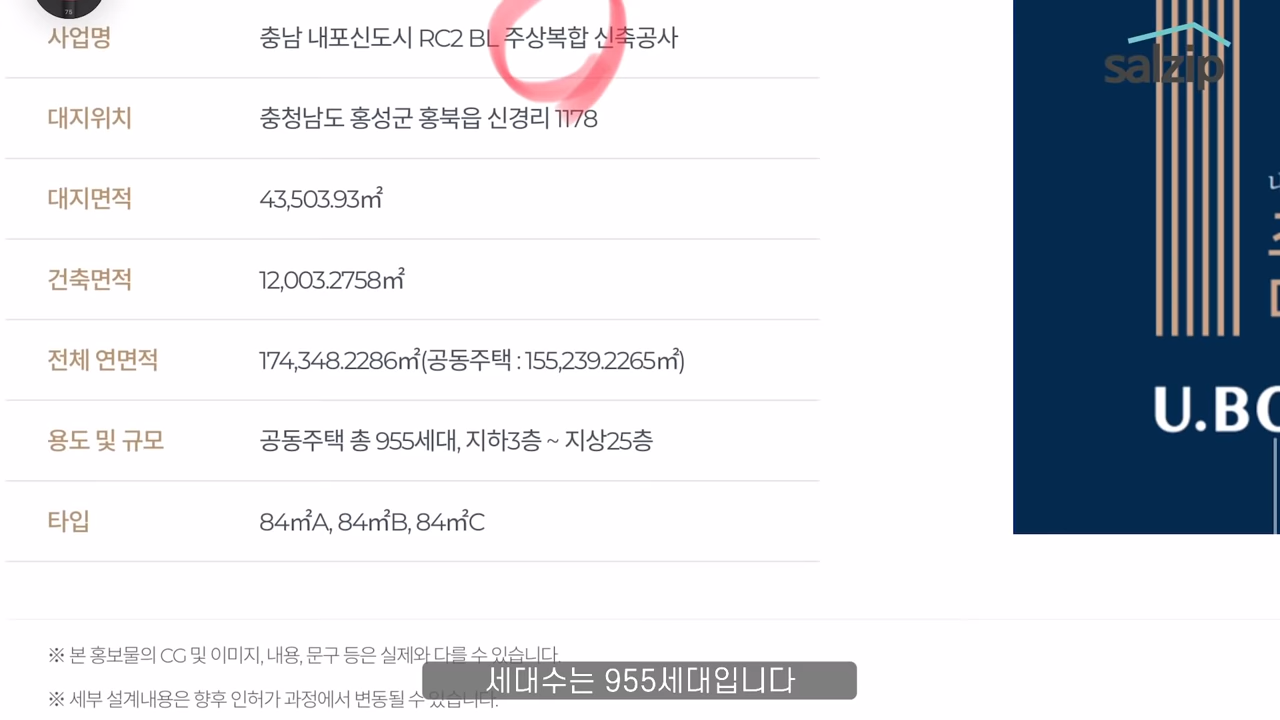 75
salzip
사업명 충남 내포신도시 RC2 BL 주상복합 신축공사
대지위치 충청남도 홍성군 홍북읍 신경리 1178
대지면적 43,503.93㎡
건축면적 12,003.2758㎡
전체 연면적 174,348.2286㎡(공동주택 : 155,239.2265㎡)
용도 및 규모 공동주택 총 955세대, 지하3층 ~ 지상25층
타입 84㎡A, 84㎡B, 84㎡C
U.BO
※ 본 홍보물의 CG 및 이미지, 내용, 문구 등은 실제와 다를 수 있습니다.
세대수는 955세대입니다
※ 세부 설계내용은 향후 인허가 과정에서 변동될 수 있습니다.